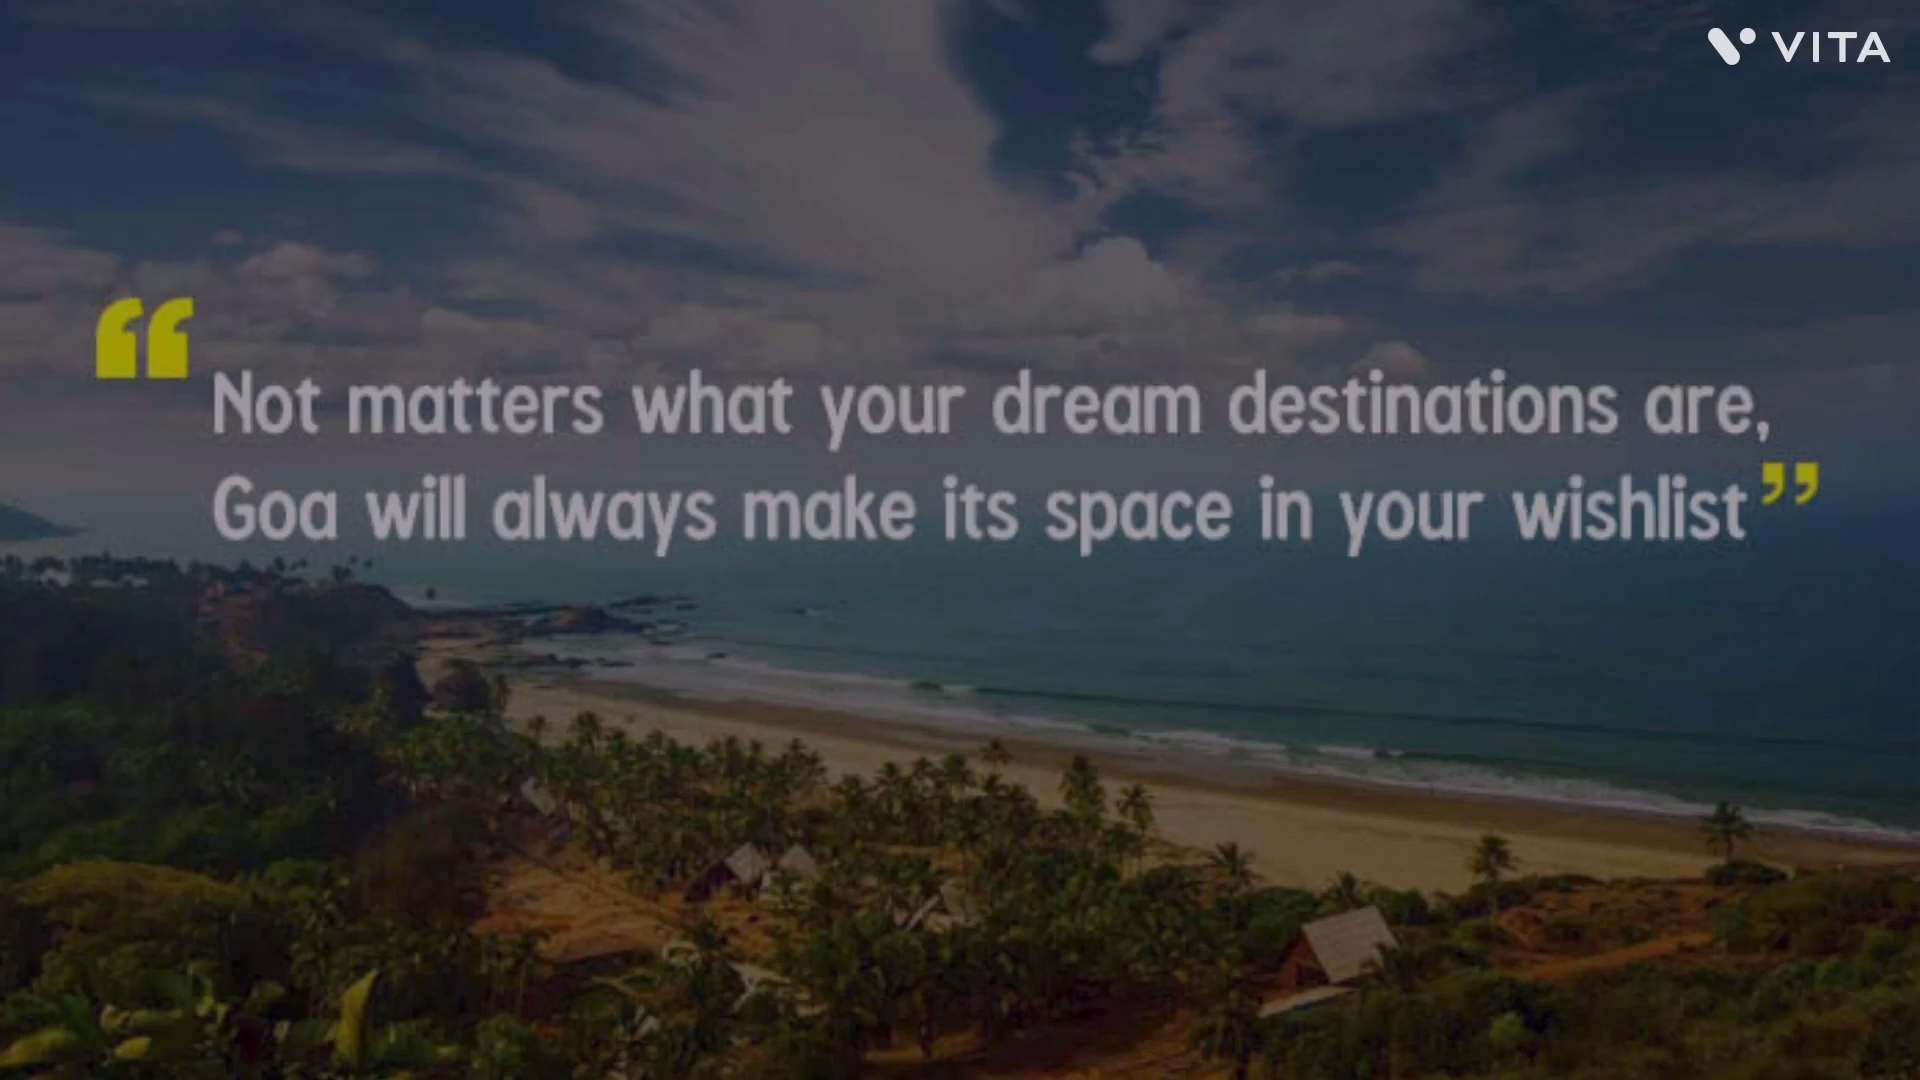 VITA
“Not matters what your dream destinations are,
Goa will always make its space in your wishlist”